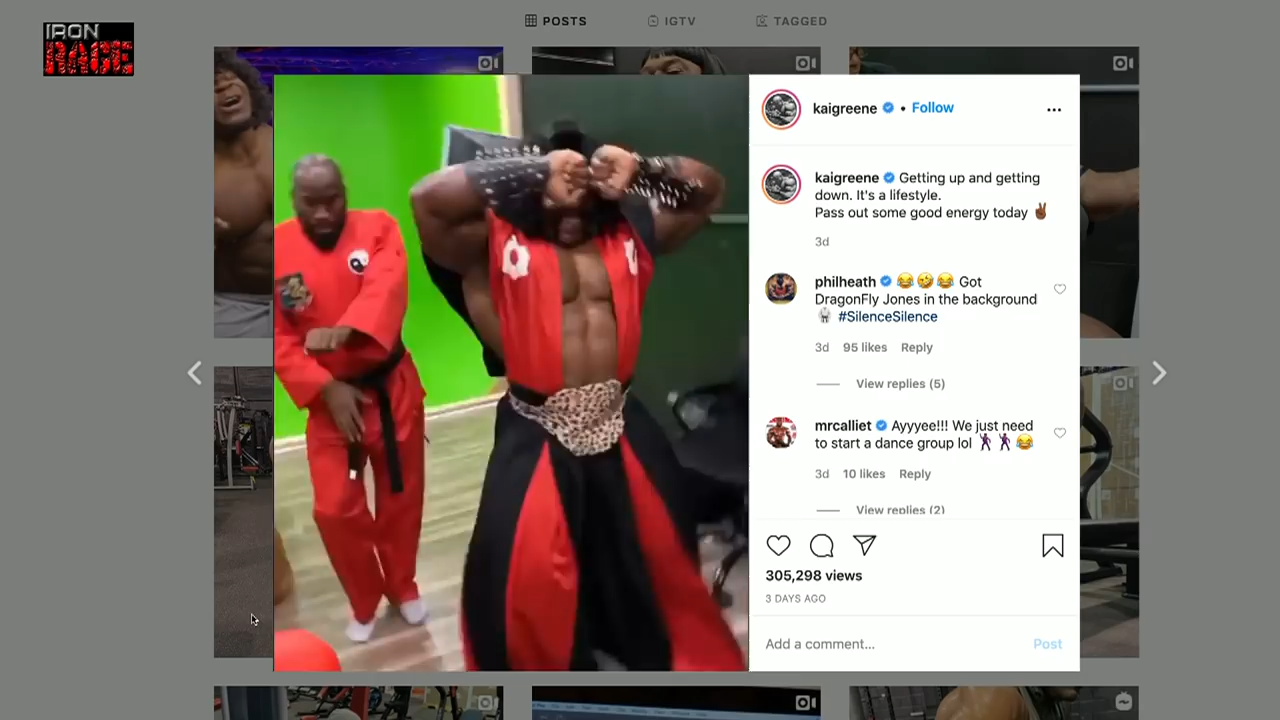 IRON
RAGE
POSTS
IGTV
TAGGED
kaigreene • Follow
kaigreene Getting up and getting
down. It's a lifestyle.
Pass out some good energy today ✌🏾
3d
philheath 😂🤣😂 Got
DragonFly Jones in the background
🥋 #SilenceSilence
3d 95 likes Reply
View replies (5)
mrcalliet Ayyyee!!! We just need
to start a dance group lol 🕺🏾🕺🏾😂
3d 10 likes Reply
View replies (2)
305,298 views
3 DAYS AGO
Add a comment...
Post